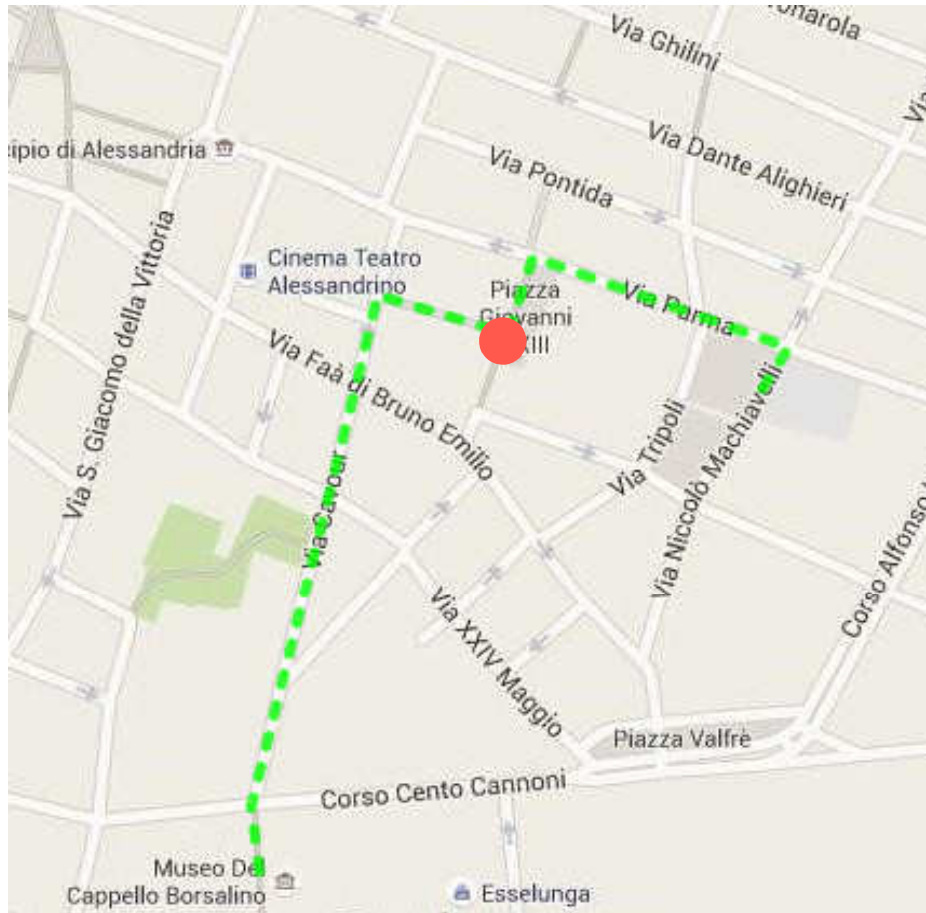 Via Ghilini
Via Dante Alighieri
cipio di Alessandria
Via Pontida
Via S. Giacomo della Vittoria
Cinema Teatro
Alessandrino
Piazza
Giovanni
XIII
Via Parma
Via Faà di Bruno Emilio
Via Tripoli
Via Niccolò Machiavelli
Via Cavour
Via XXIV Maggio
Corso Alfonso
Piazza Valfrè
Corso Cento Cannoni
Museo Del
Cappello Borsalino
Esselunga